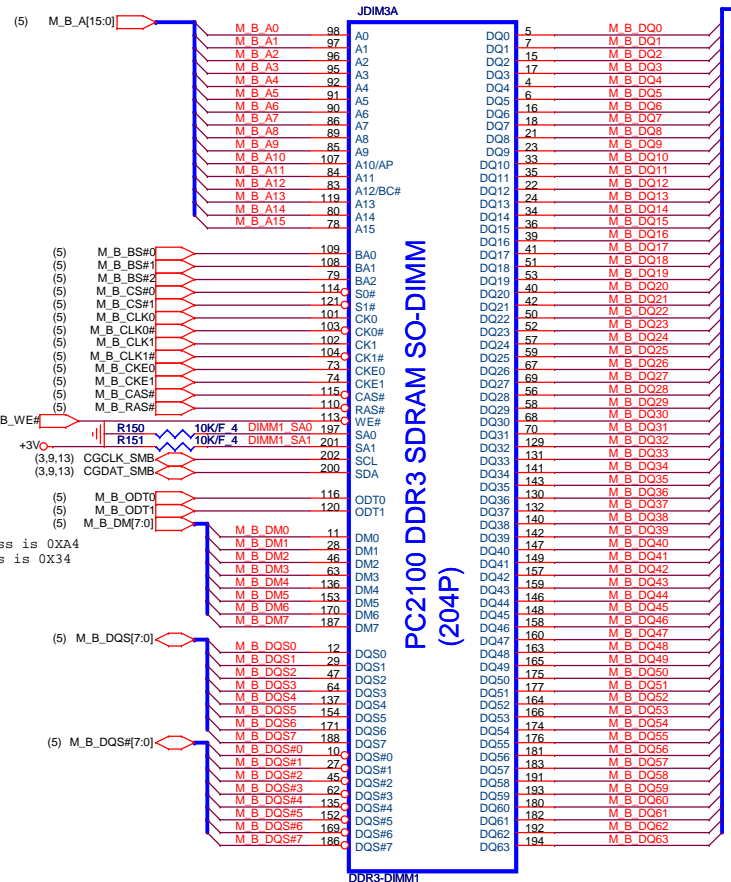 JDIM3A
(5) M_B_A[15:0]
M_B_A0 98 A0
M_B_A1 97 A1
M_B_A2 96 A2
M_B_A3 95 A3
M_B_A4 92 A4
M_B_A5 91 A5
M_B_A6 90 A6
M_B_A7 86 A7
M_B_A8 89 A8
M_B_A9 85 A9
M_B_A10 107 A10/AP
M_B_A11 84 A11
M_B_A12 83 A12/BC#
M_B_A13 119 A13
M_B_A14 80 A14
M_B_A15 78 A15
(5) M_B_BS#0 109 BA0
(5) M_B_BS#1 108 BA1
(5) M_B_BS#2 79 BA2
(5) M_B_CS#0 114 S0#
(5) M_B_CS#1 121 S1#
(5) M_B_CLK0 101 CK0
(5) M_B_CLK0# 103 CK0#
(5) M_B_CLK1 102 CK1
(5) M_B_CLK1# 104 CK1#
(5) M_B_CKE0 73 CKE0
(5) M_B_CKE1 74 CKE1
(5) M_B_CAS# 115 CAS#
(5) M_B_RAS# 110 RAS#
B_WE# 113 WE#
R150 10K/F_4 DIMM1_SA0 197 SA0
+3V R151 10K/F_4 DIMM1_SA1 201 SA1
(3,9,13) CGCLK_SMB 202 SCL
(3,9,13) CGDAT_SMB 200 SDA
(5) M_B_ODT0 116 ODT0
(5) M_B_ODT1 120 ODT1
(5) M_B_DM[7:0]
M_B_DM0 11 DM0
M_B_DM1 28 DM1
M_B_DM2 46 DM2
M_B_DM3 63 DM3
M_B_DM4 136 DM4
M_B_DM5 153 DM5
M_B_DM6 170 DM6
M_B_DM7 187 DM7
ss is 0XA4
s is 0X34
(5) M_B_DQS[7:0]
M_B_DQS0 12 DQS0
M_B_DQS1 29 DQS1
M_B_DQS2 47 DQS2
M_B_DQS3 64 DQS3
M_B_DQS4 137 DQS4
M_B_DQS5 154 DQS5
M_B_DQS6 171 DQS6
M_B_DQS7 188 DQS7
(5) M_B_DQS#[7:0]
M_B_DQS#0 10 DQS#0
M_B_DQS#1 27 DQS#1
M_B_DQS#2 45 DQS#2
M_B_DQS#3 62 DQS#3
M_B_DQS#4 135 DQS#4
M_B_DQS#5 152 DQS#5
M_B_DQS#6 169 DQS#6
M_B_DQS#7 186 DQS#7
PC2100 DDR3 SDRAM SO-DIMM
(204P)
DQ0 5 M_B_DQ0
DQ1 7 M_B_DQ1
DQ2 15 M_B_DQ2
DQ3 17 M_B_DQ3
DQ4 4 M_B_DQ4
DQ5 6 M_B_DQ5
DQ6 16 M_B_DQ6
DQ7 18 M_B_DQ7
DQ8 21 M_B_DQ8
DQ9 23 M_B_DQ9
DQ10 33 M_B_DQ10
DQ11 35 M_B_DQ11
DQ12 22 M_B_DQ12
DQ13 24 M_B_DQ13
DQ14 34 M_B_DQ14
DQ15 36 M_B_DQ15
DQ16 39 M_B_DQ16
DQ17 41 M_B_DQ17
DQ18 51 M_B_DQ18
DQ19 53 M_B_DQ19
DQ20 40 M_B_DQ20
DQ21 42 M_B_DQ21
DQ22 50 M_B_DQ22
DQ23 52 M_B_DQ23
DQ24 57 M_B_DQ24
DQ25 59 M_B_DQ25
DQ26 67 M_B_DQ26
DQ27 69 M_B_DQ27
DQ28 56 M_B_DQ28
DQ29 58 M_B_DQ29
DQ30 68 M_B_DQ30
DQ31 70 M_B_DQ31
DQ32 129 M_B_DQ32
DQ33 131 M_B_DQ33
DQ34 141 M_B_DQ34
DQ35 143 M_B_DQ35
DQ36 130 M_B_DQ36
DQ37 132 M_B_DQ37
DQ38 140 M_B_DQ38
DQ39 142 M_B_DQ39
DQ40 147 M_B_DQ40
DQ41 149 M_B_DQ41
DQ42 157 M_B_DQ42
DQ43 159 M_B_DQ43
DQ44 146 M_B_DQ44
DQ45 148 M_B_DQ45
DQ46 158 M_B_DQ46
DQ47 160 M_B_DQ47
DQ48 163 M_B_DQ48
DQ49 165 M_B_DQ49
DQ50 175 M_B_DQ50
DQ51 177 M_B_DQ51
DQ52 164 M_B_DQ52
DQ53 166 M_B_DQ53
DQ54 174 M_B_DQ54
DQ55 176 M_B_DQ55
DQ56 181 M_B_DQ56
DQ57 183 M_B_DQ57
DQ58 191 M_B_DQ58
DQ59 193 M_B_DQ59
DQ60 180 M_B_DQ60
DQ61 182 M_B_DQ61
DQ62 192 M_B_DQ62
DQ63 194 M_B_DQ63
DDR3-DIMM1